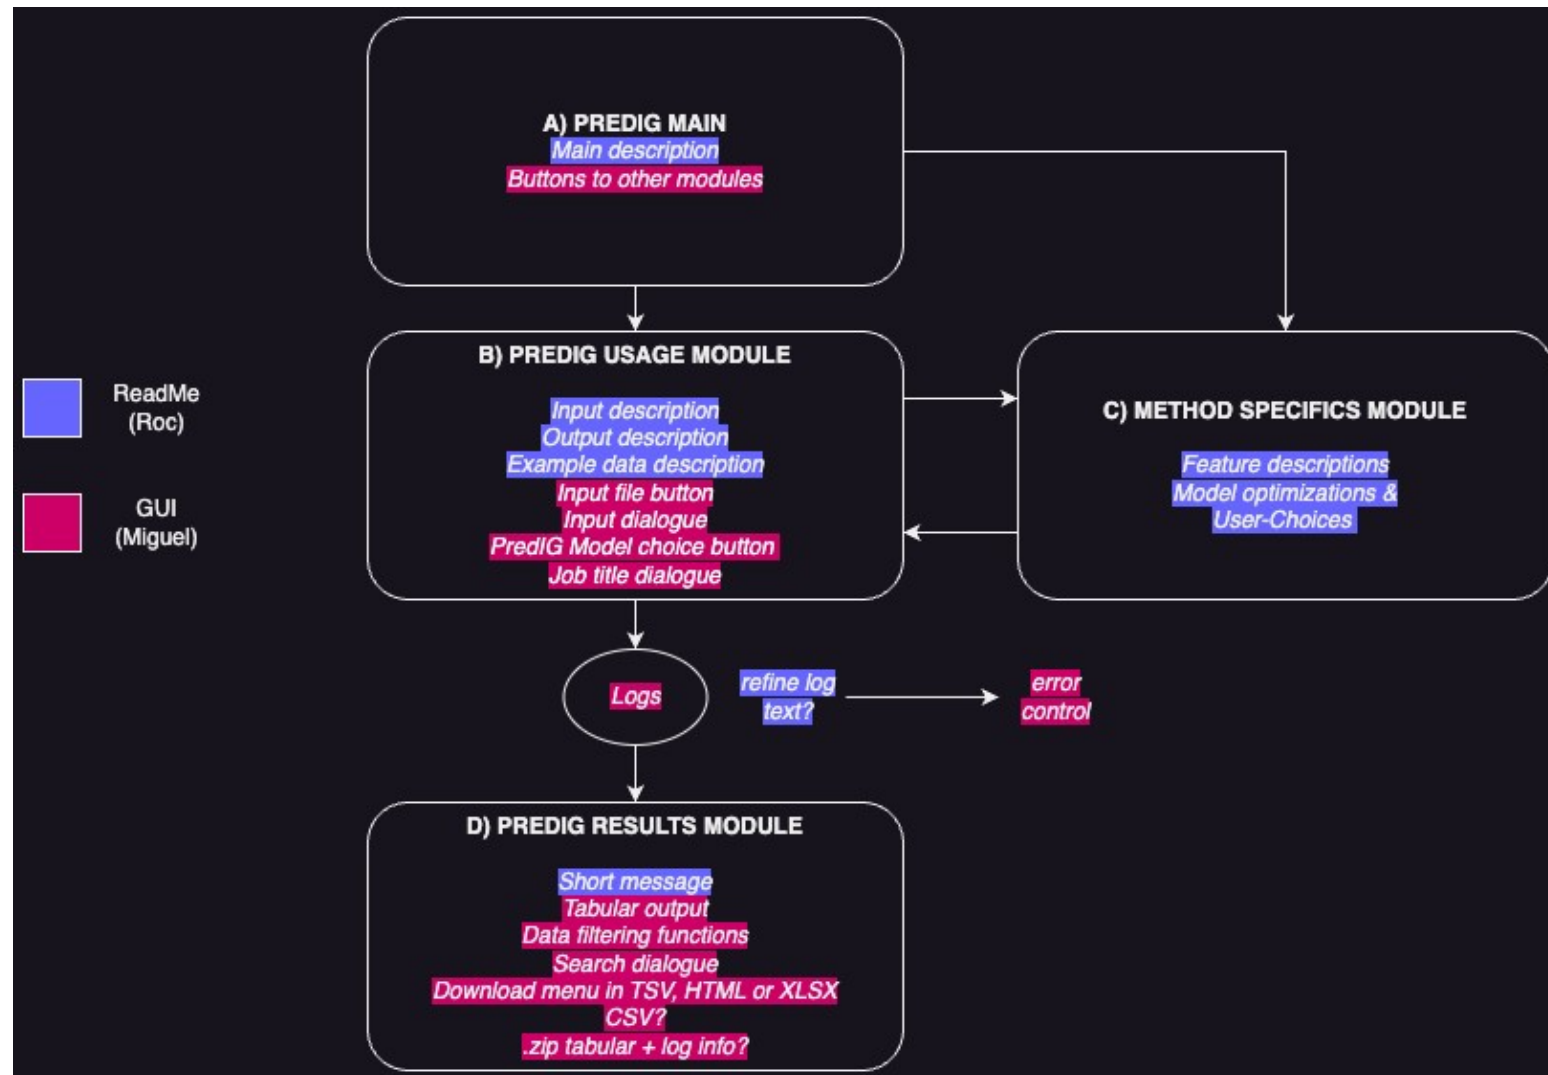 A) PREDIG MAIN
Main description
Buttons to other modules
B) PREDIG USAGE MODULE
Input description
Output description
Example data description
Input file button
Input dialogue
PredIG Model choice button
Job title dialogue
C) METHOD SPECIFICS MODULE
Feature descriptions
Model optimizations &
User-Choices
ReadMe
(Roc)
GUI
(Miguel)
Logs
refine log
text?
error
control
D) PREDIG RESULTS MODULE
Short message
Tabular output
Data filtering functions
Search dialogue
Download menu in TSV, HTML or XLSX
CSV?
.zip tabular + log info?